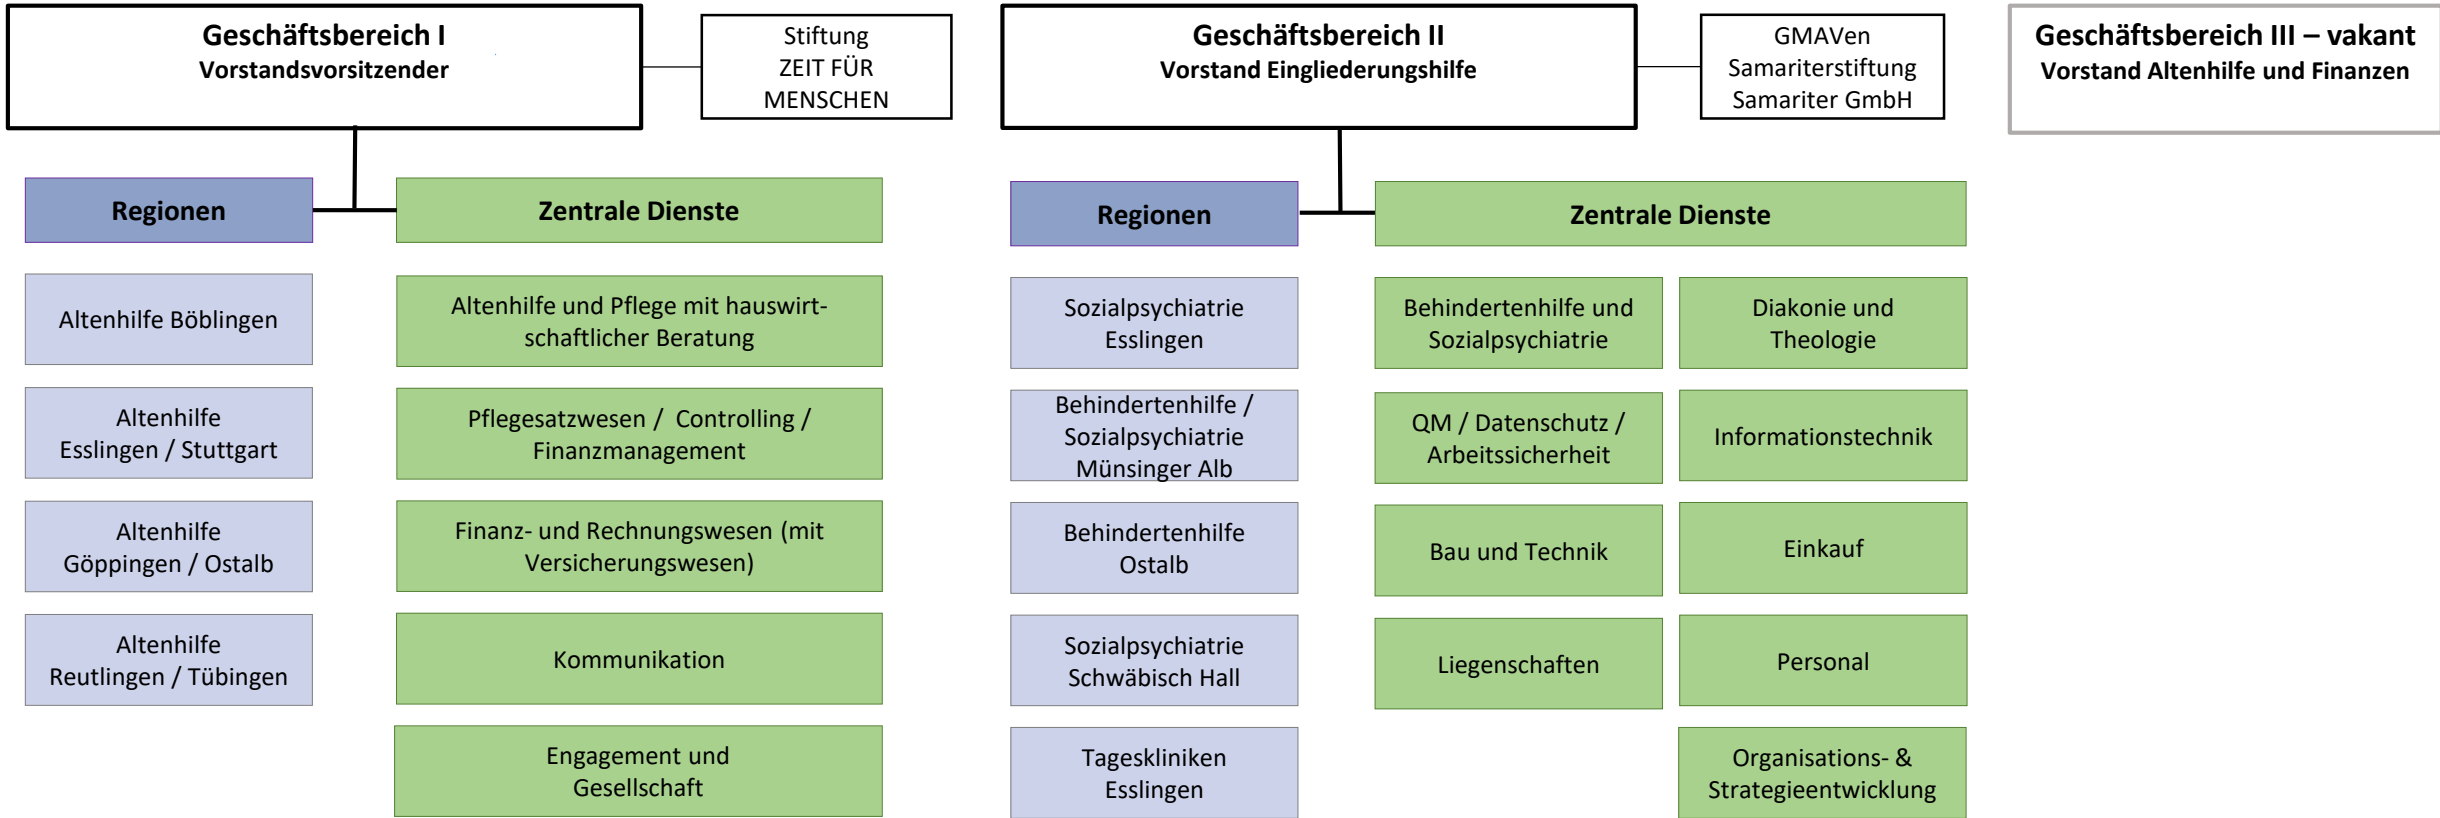 Geschäftsbereich I
Vorstandsvorsitzender
Stiftung
ZEIT FÜR
MENSCHEN
Regionen
Zentrale Dienste
Altenhilfe Böblingen
Altenhilfe
Esslingen / Stuttgart
Altenhilfe
Göppingen / Ostalb
Altenhilfe
Reutlingen / Tübingen
Altenhilfe und Pflege mit hauswirt-
schaftlicher Beratung
Pflegesatzwesen / Controlling /
Finanzmanagement
Finanz- und Rechnungswesen (mit
Versicherungswesen)
Kommunikation
Engagement und
Gesellschaft
Geschäftsbereich II
Vorstand Eingliederungshilfe
GMAVen
Samariterstiftung
Samariter GmbH
Regionen
Zentrale Dienste
Sozialpsychiatrie
Esslingen
Behindertenhilfe /
Sozialpsychiatrie
Münsinger Alb
Behindertenhilfe
Ostalb
Sozialpsychiatrie
Schwäbisch Hall
Tageskliniken
Esslingen
Behindertenhilfe und
Sozialpsychiatrie
QM / Datenschutz /
Arbeitssicherheit
Bau und Technik
Liegenschaften
Diakonie und
Theologie
Informationstechnik
Einkauf
Personal
Organisations- &
Strategieentwicklung
Geschäftsbereich III – vakant
Vorstand Altenhilfe und Finanzen